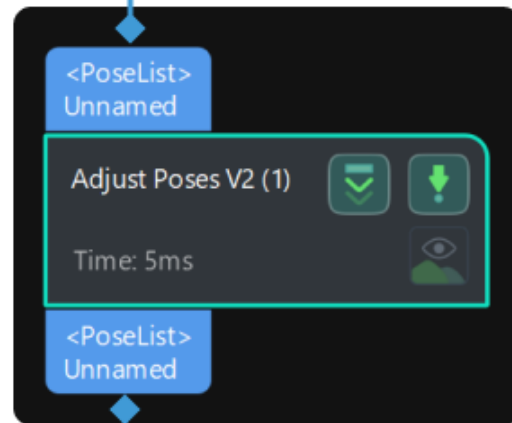 <PoseList>
Unnamed
Adjust Poses V2 (1)
Time: 5ms
<PoseList>
Unnamed